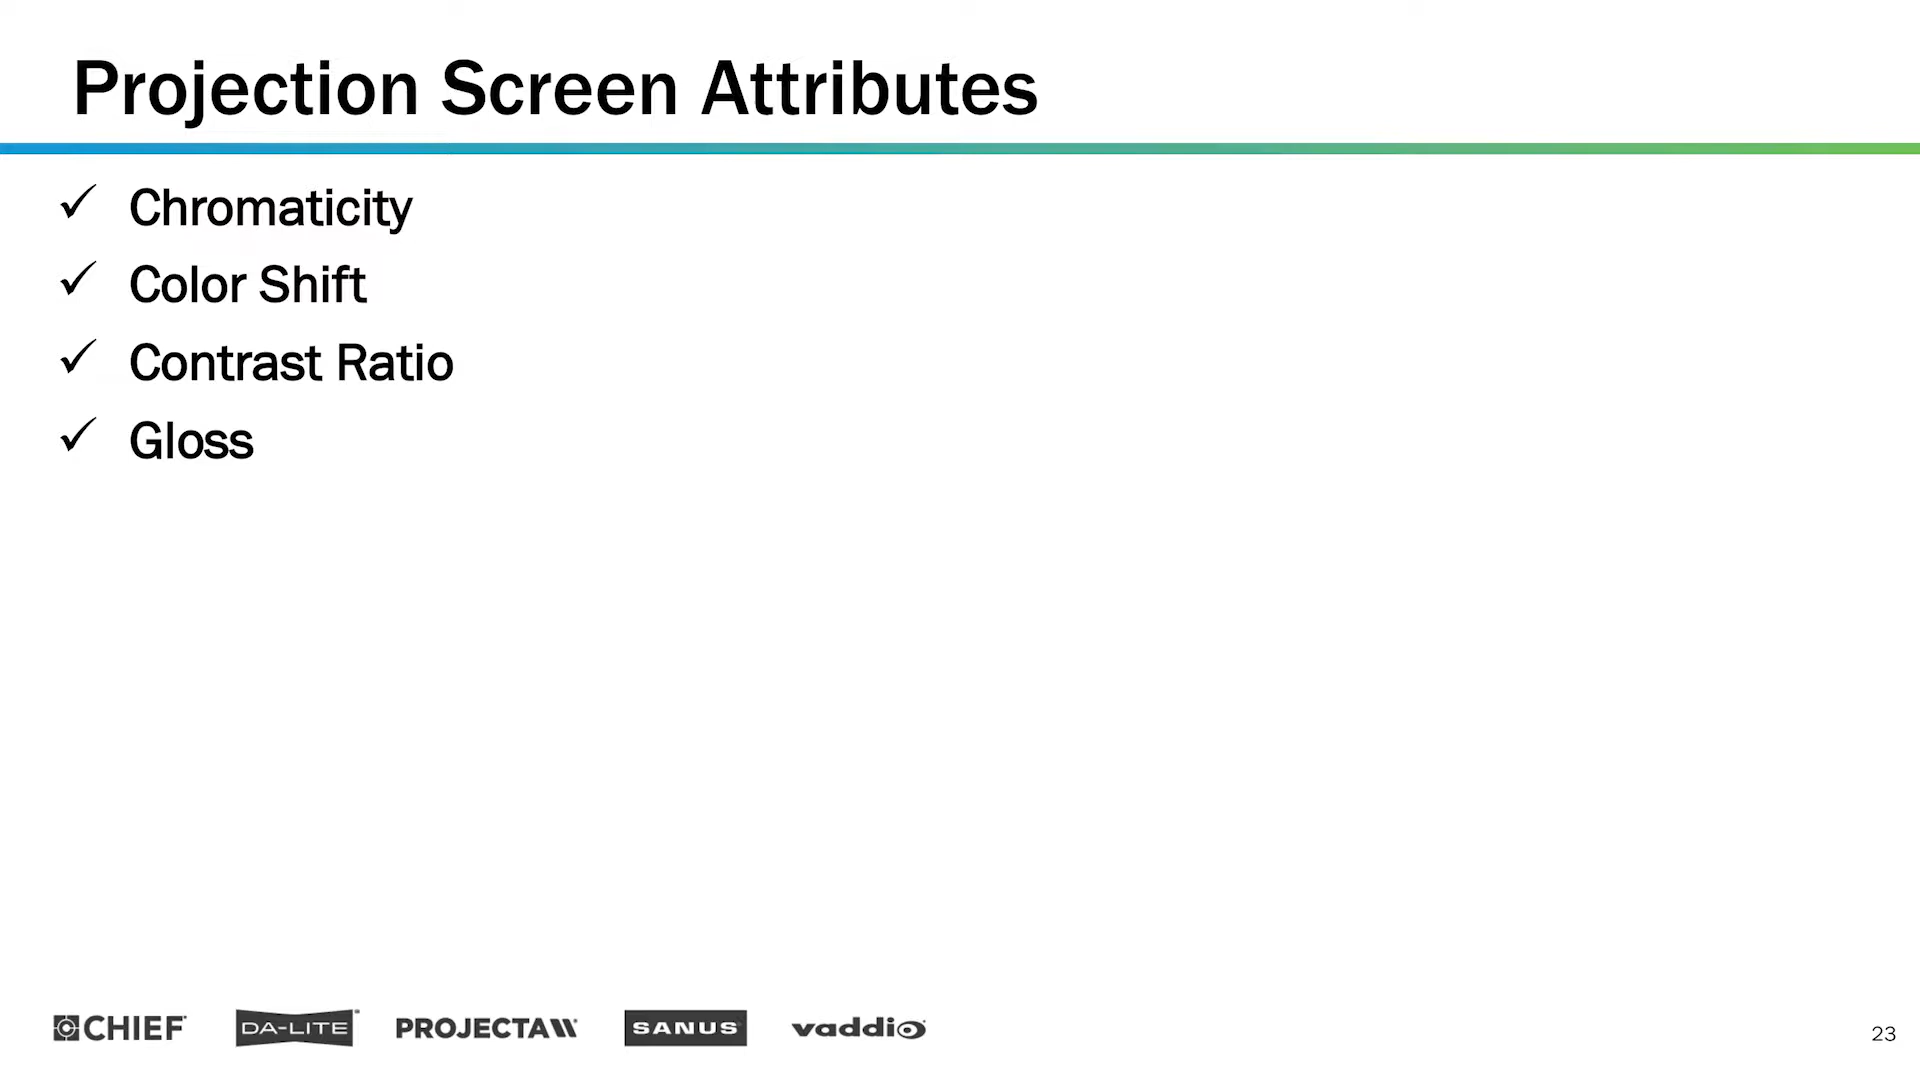 Projection Screen Attributes
✓ Chromaticity
✓ Color Shift
✓ Contrast Ratio
✓ Gloss
CHIEF DA-LITE PROJECTA SANUS vaddio
23